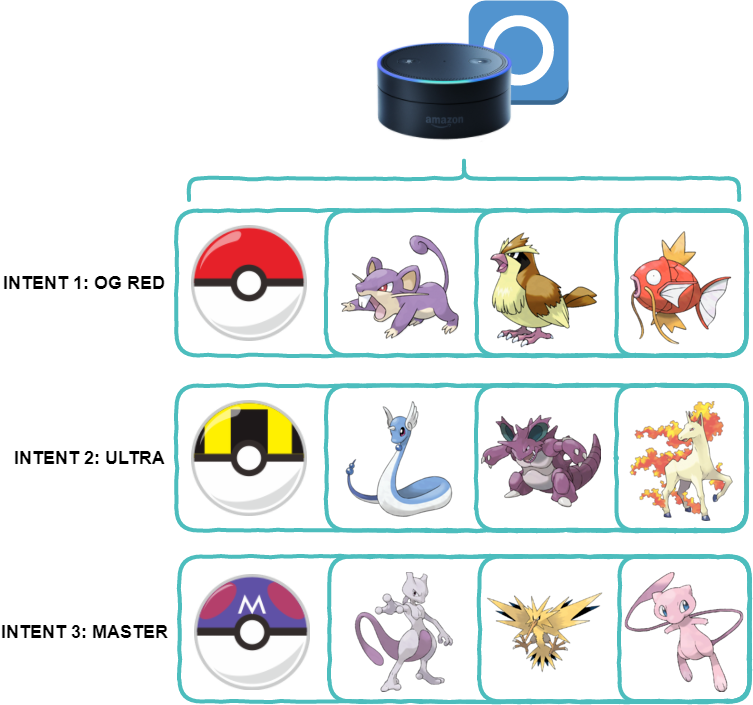 amazon
INTENT 1: OG RED
INTENT 2: ULTRA
M
INTENT 3: MASTER